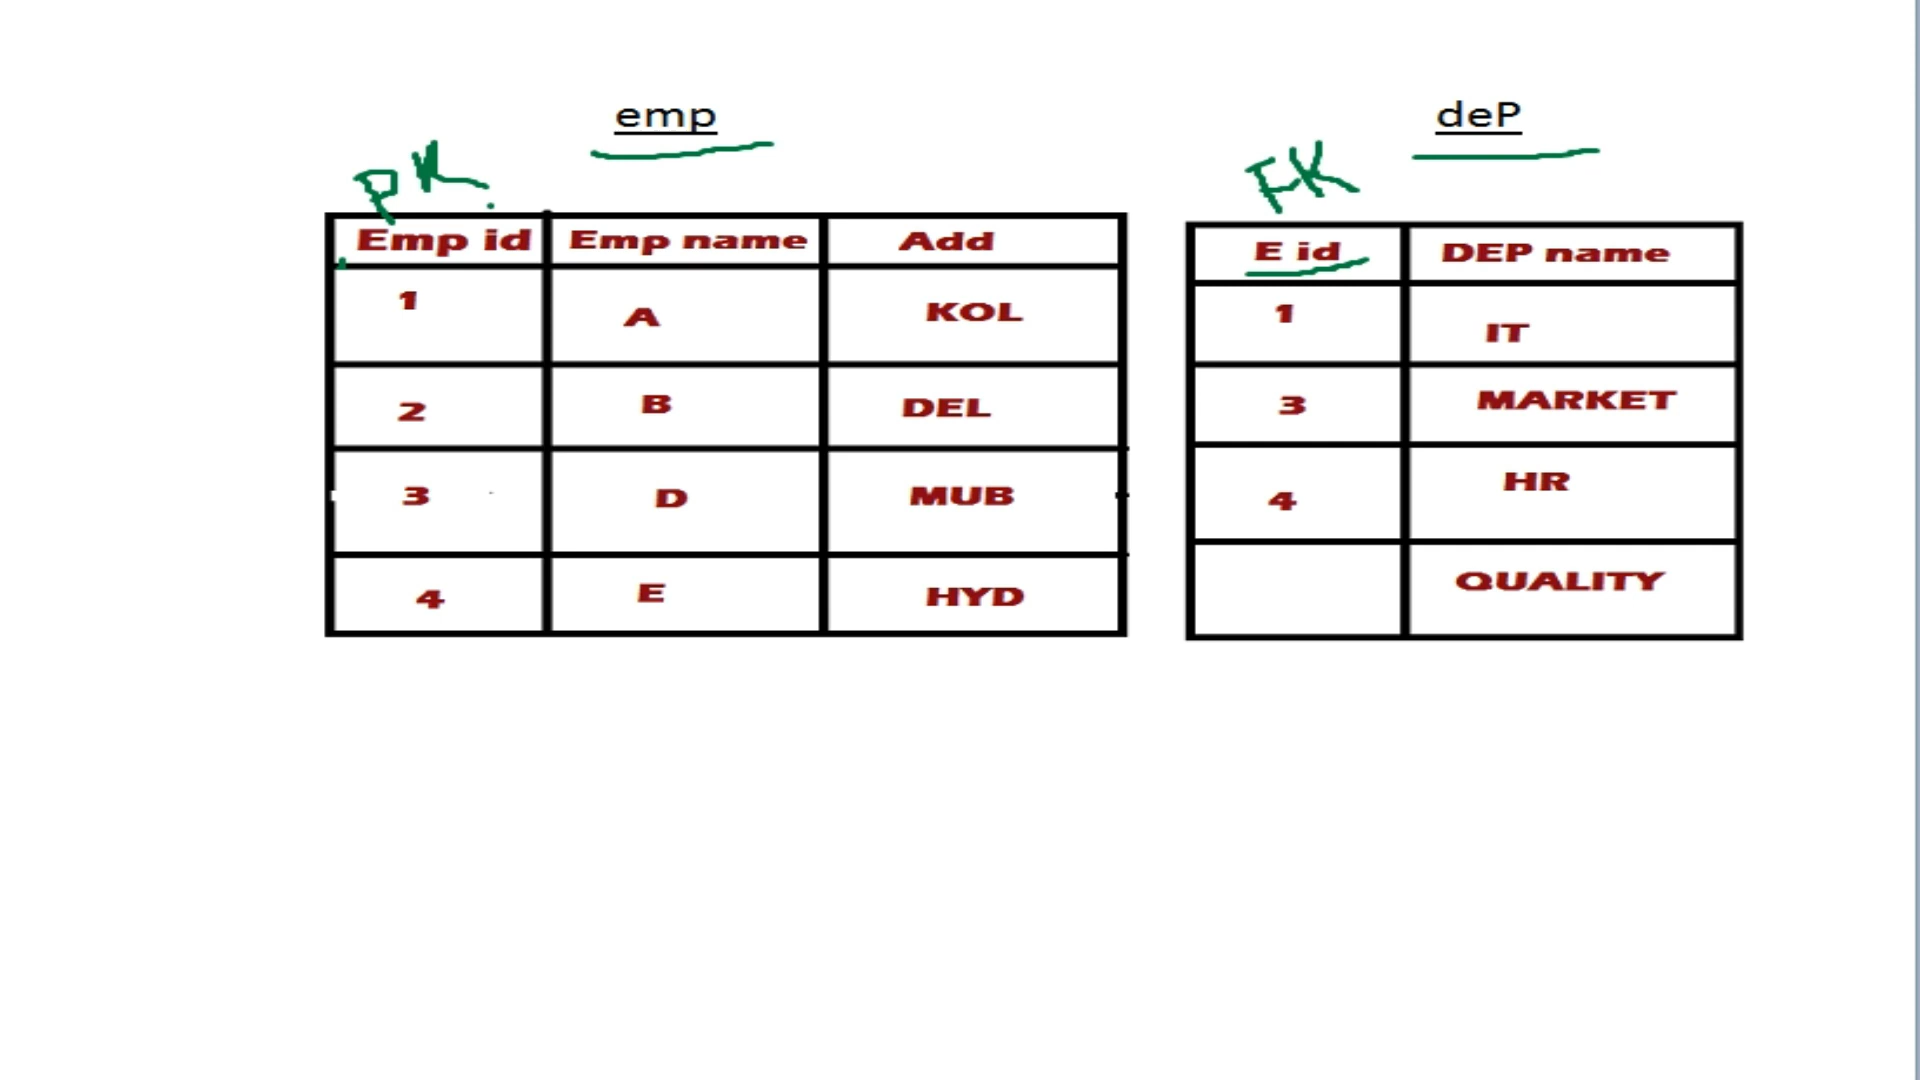 emp
deP
PK
FK
Emp id Emp name Add
1 A KOL
2 B DEL
3 D MUB
4 E HYD
E id DEP name
1 IT
3 MARKET
4 HR
QUALITY